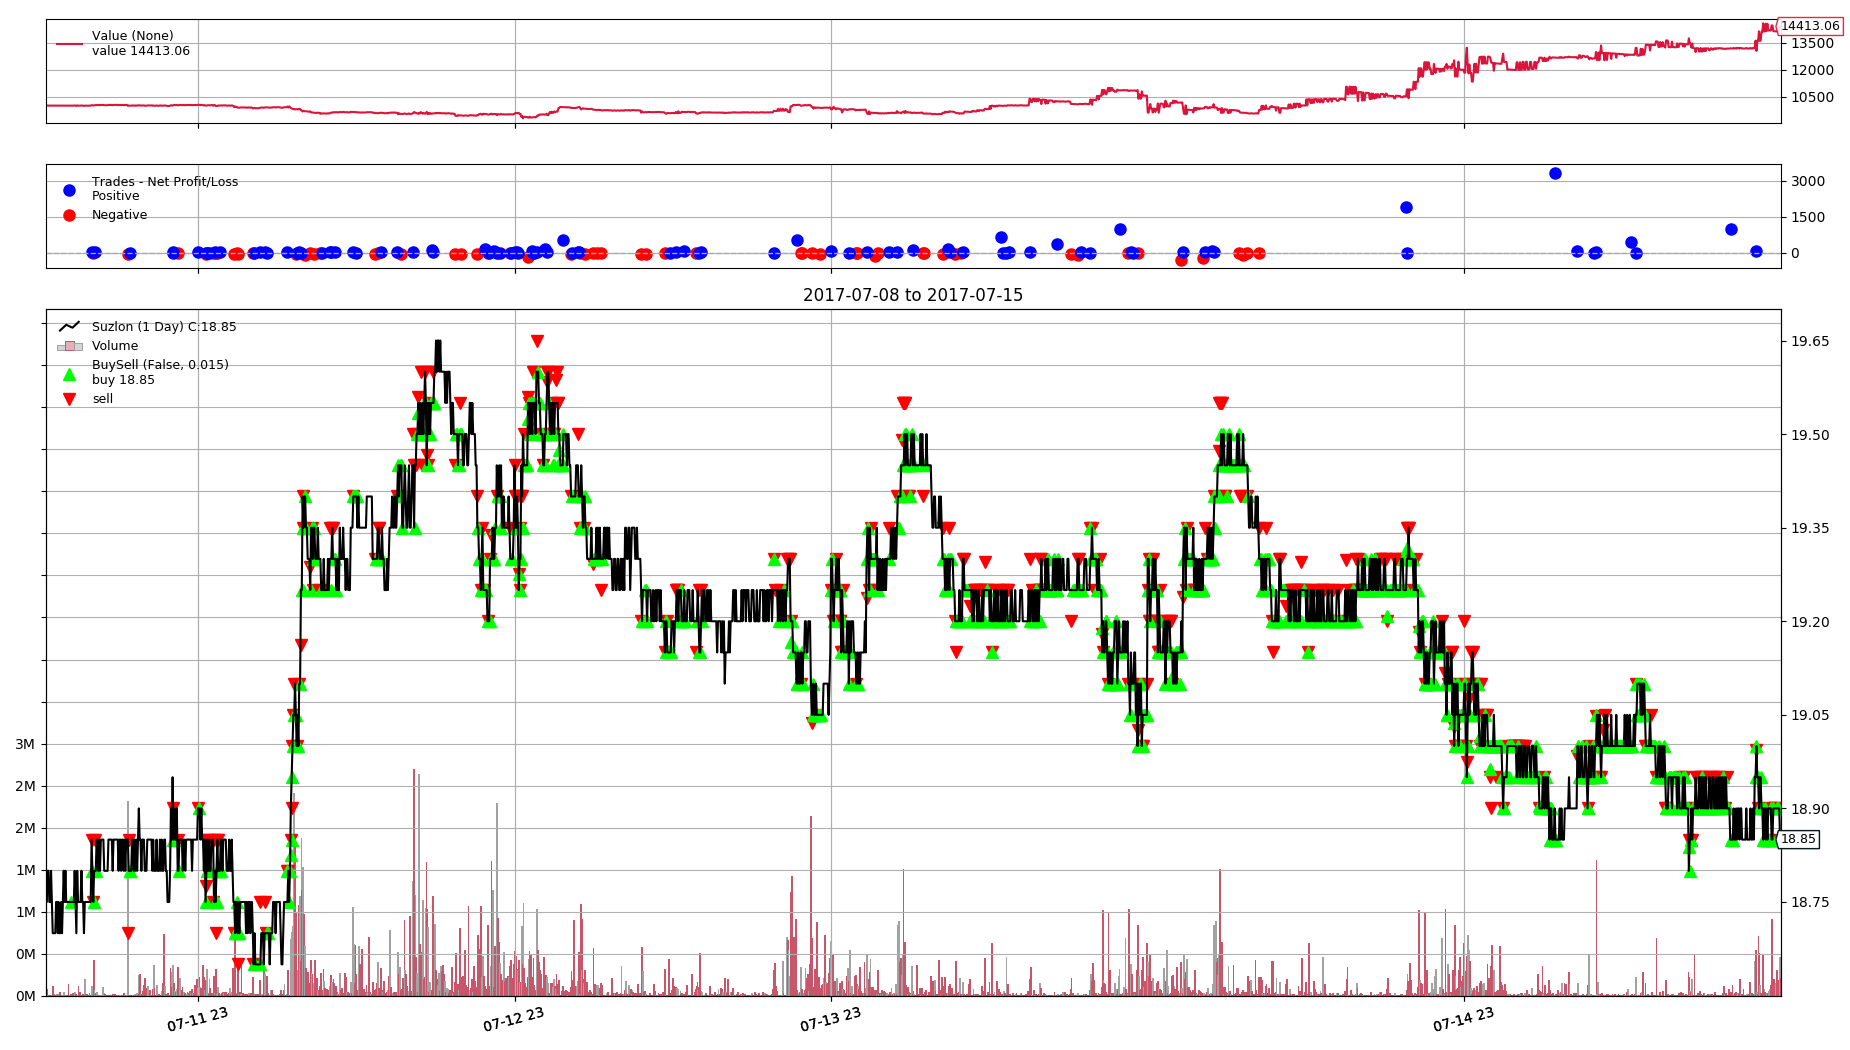 Value (None)
value 14413.06
14413.06
13500
12000
10500
Trades - Net Profit/Loss
Positive
Negative
3000
1500
0
2017-07-08 to 2017-07-15
Suzlon (1 Day) C:18.85
Volume
BuySell (False, 0.015)
buy 18.85
sell
19.65
19.50
19.35
19.20
19.05
18.90
18.85
18.75
3M
2M
2M
1M
1M
0M
0M
07-11 23
07-12 23
07-13 23
07-14 23